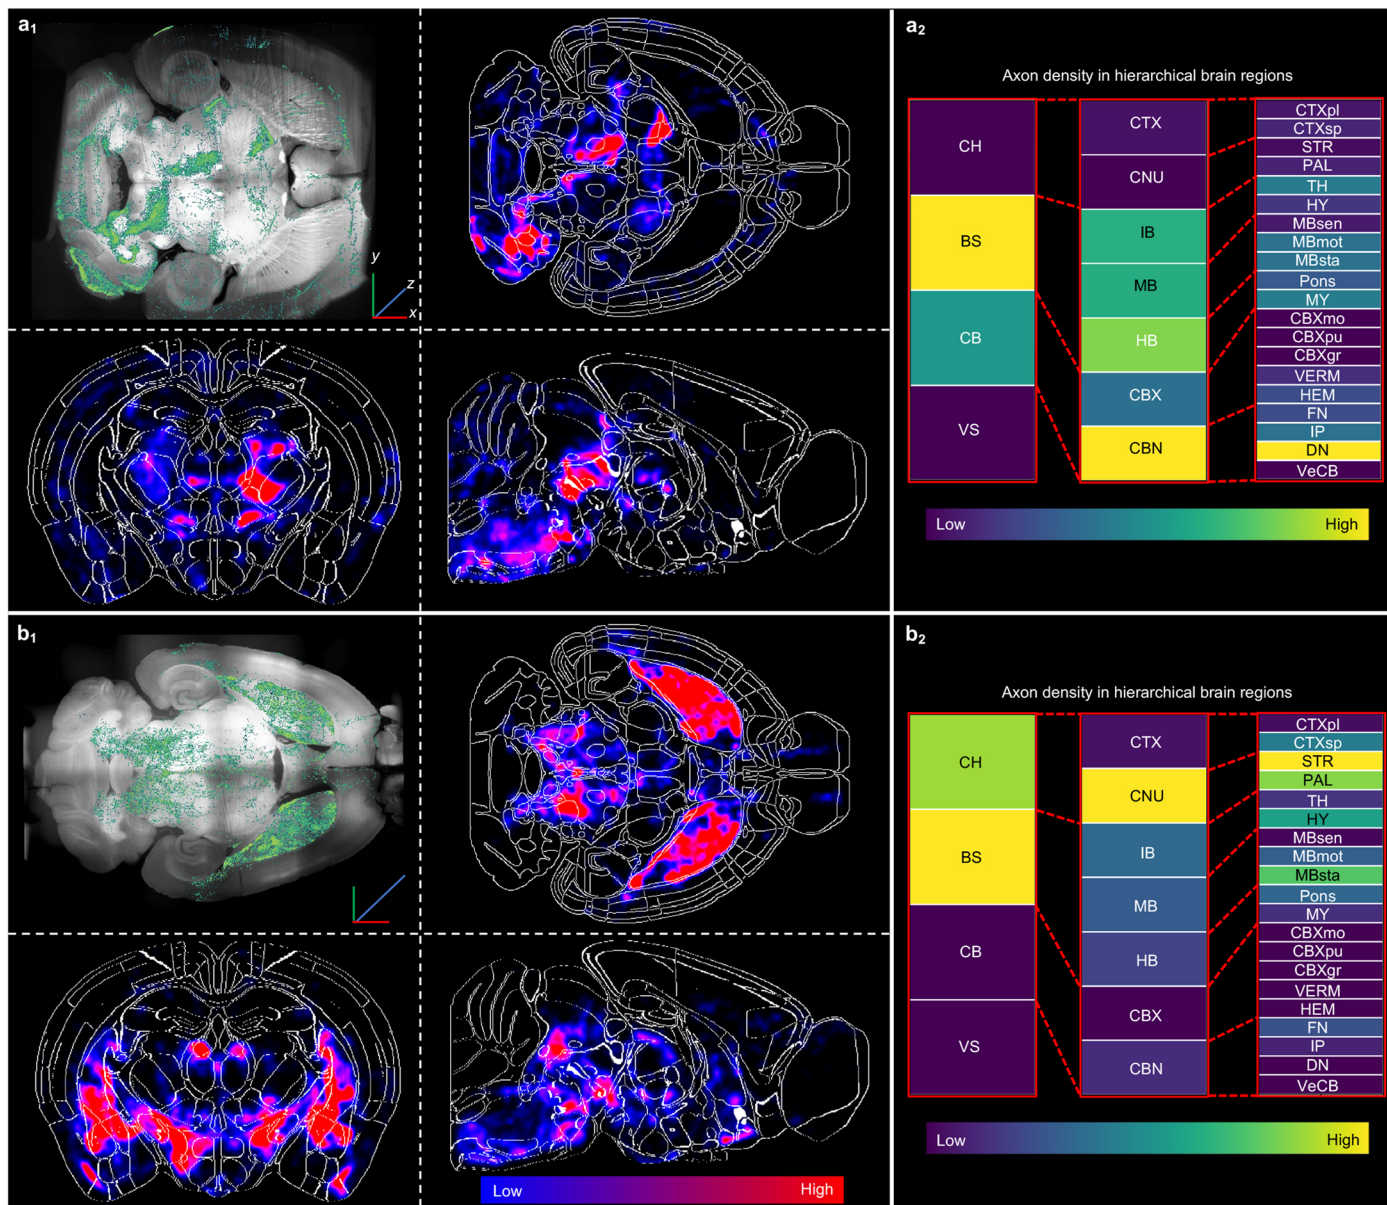 a1
y
z
x
a2
Axon density in hierarchical brain regions
CH
BS
CB
VS
CTX
CNU
IB
MB
HB
CBX
CBN
CTXpl
CTXsp
STR
PAL
TH
HY
MBsen
MBmot
MBsta
Pons
MY
CBXmo
CBXpu
CBXgr
VERM
HEM
FN
IP
DN
VeCB
Low High
b1
Low High
b2
Axon density in hierarchical brain regions
CH
BS
CB
VS
CTX
CNU
IB
MB
HB
CBX
CBN
CTXpl
CTXsp
STR
PAL
TH
HY
MBsen
MBmot
MBsta
Pons
MY
CBXmo
CBXpu
CBXgr
VERM
HEM
FN
IP
DN
VeCB
Low High